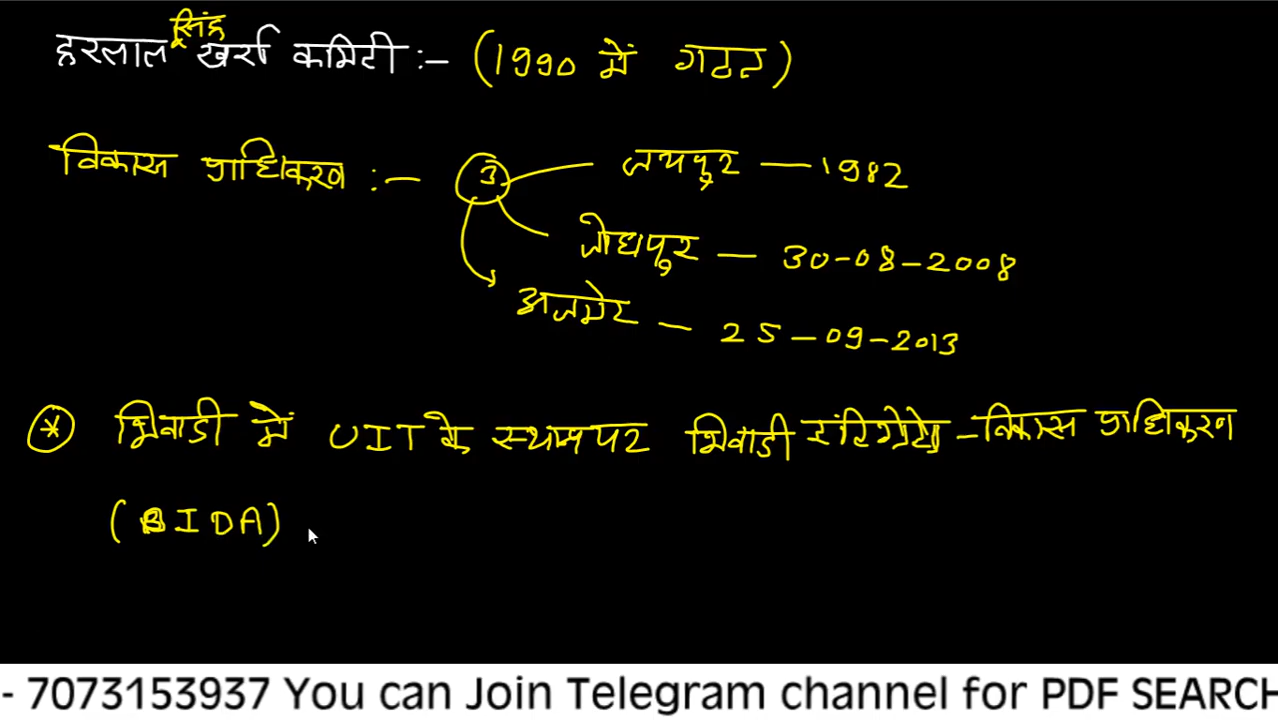 हरलाल सिंह खर्रा कमिटी :- (1990 में गठन)
विकास प्राधिकरण :- 3 जयपुर — 1982
जोधपुर — 30-08-2008
अजमेर — 25-09-2013
* भिवाडी में UIT के स्थान पर भिवाडी इंटिग्रेटेड - विकास प्राधिकरण
(BIDA)
- 7073153937 You can Join Telegram channel for PDF SEARCH